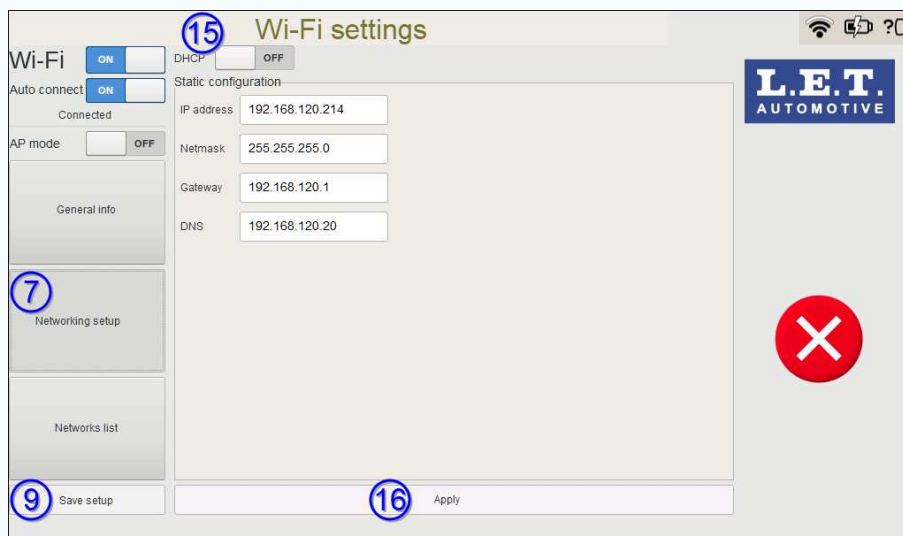 15 Wi-Fi settings ?
Wi-Fi ON DHCP OFF
Auto connect ON Static configuration
Connected IP address 192.168.120.214
AP mode OFF Netmask 255.255.255.0
Gateway 192.168.120.1
General info
DNS 192.168.120.20
7
Networking setup
Networks list
9 Save setup 16 Apply
L.E.T.
AUTOMOTIVE